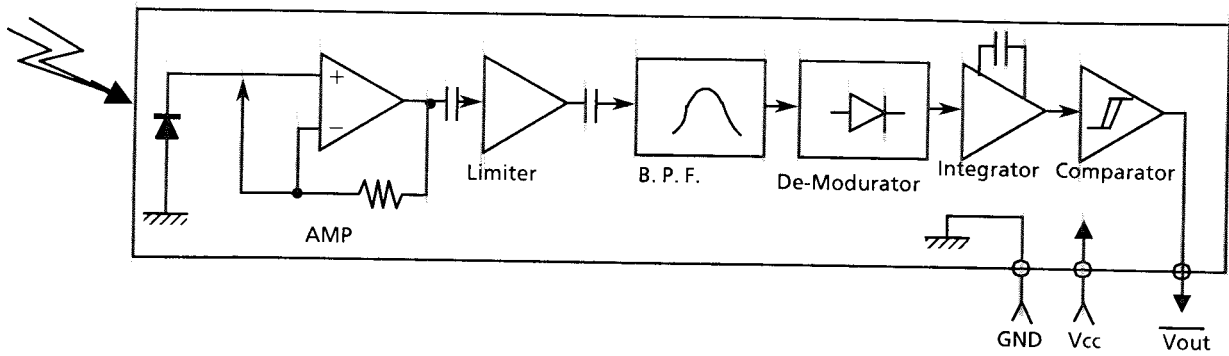 +
−
AMP
Limiter
B. P. F.
De-Modurator
Integrator
Comparator
GND
Vcc
Vout